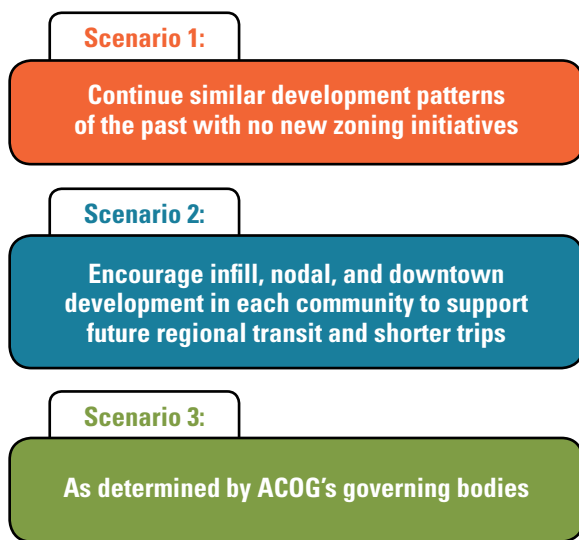 Scenario 1:
Continue similar development patterns
of the past with no new zoning initiatives
Scenario 2:
Encourage infill, nodal, and downtown
development in each community to support
future regional transit and shorter trips
Scenario 3:
As determined by ACOG's governing bodies